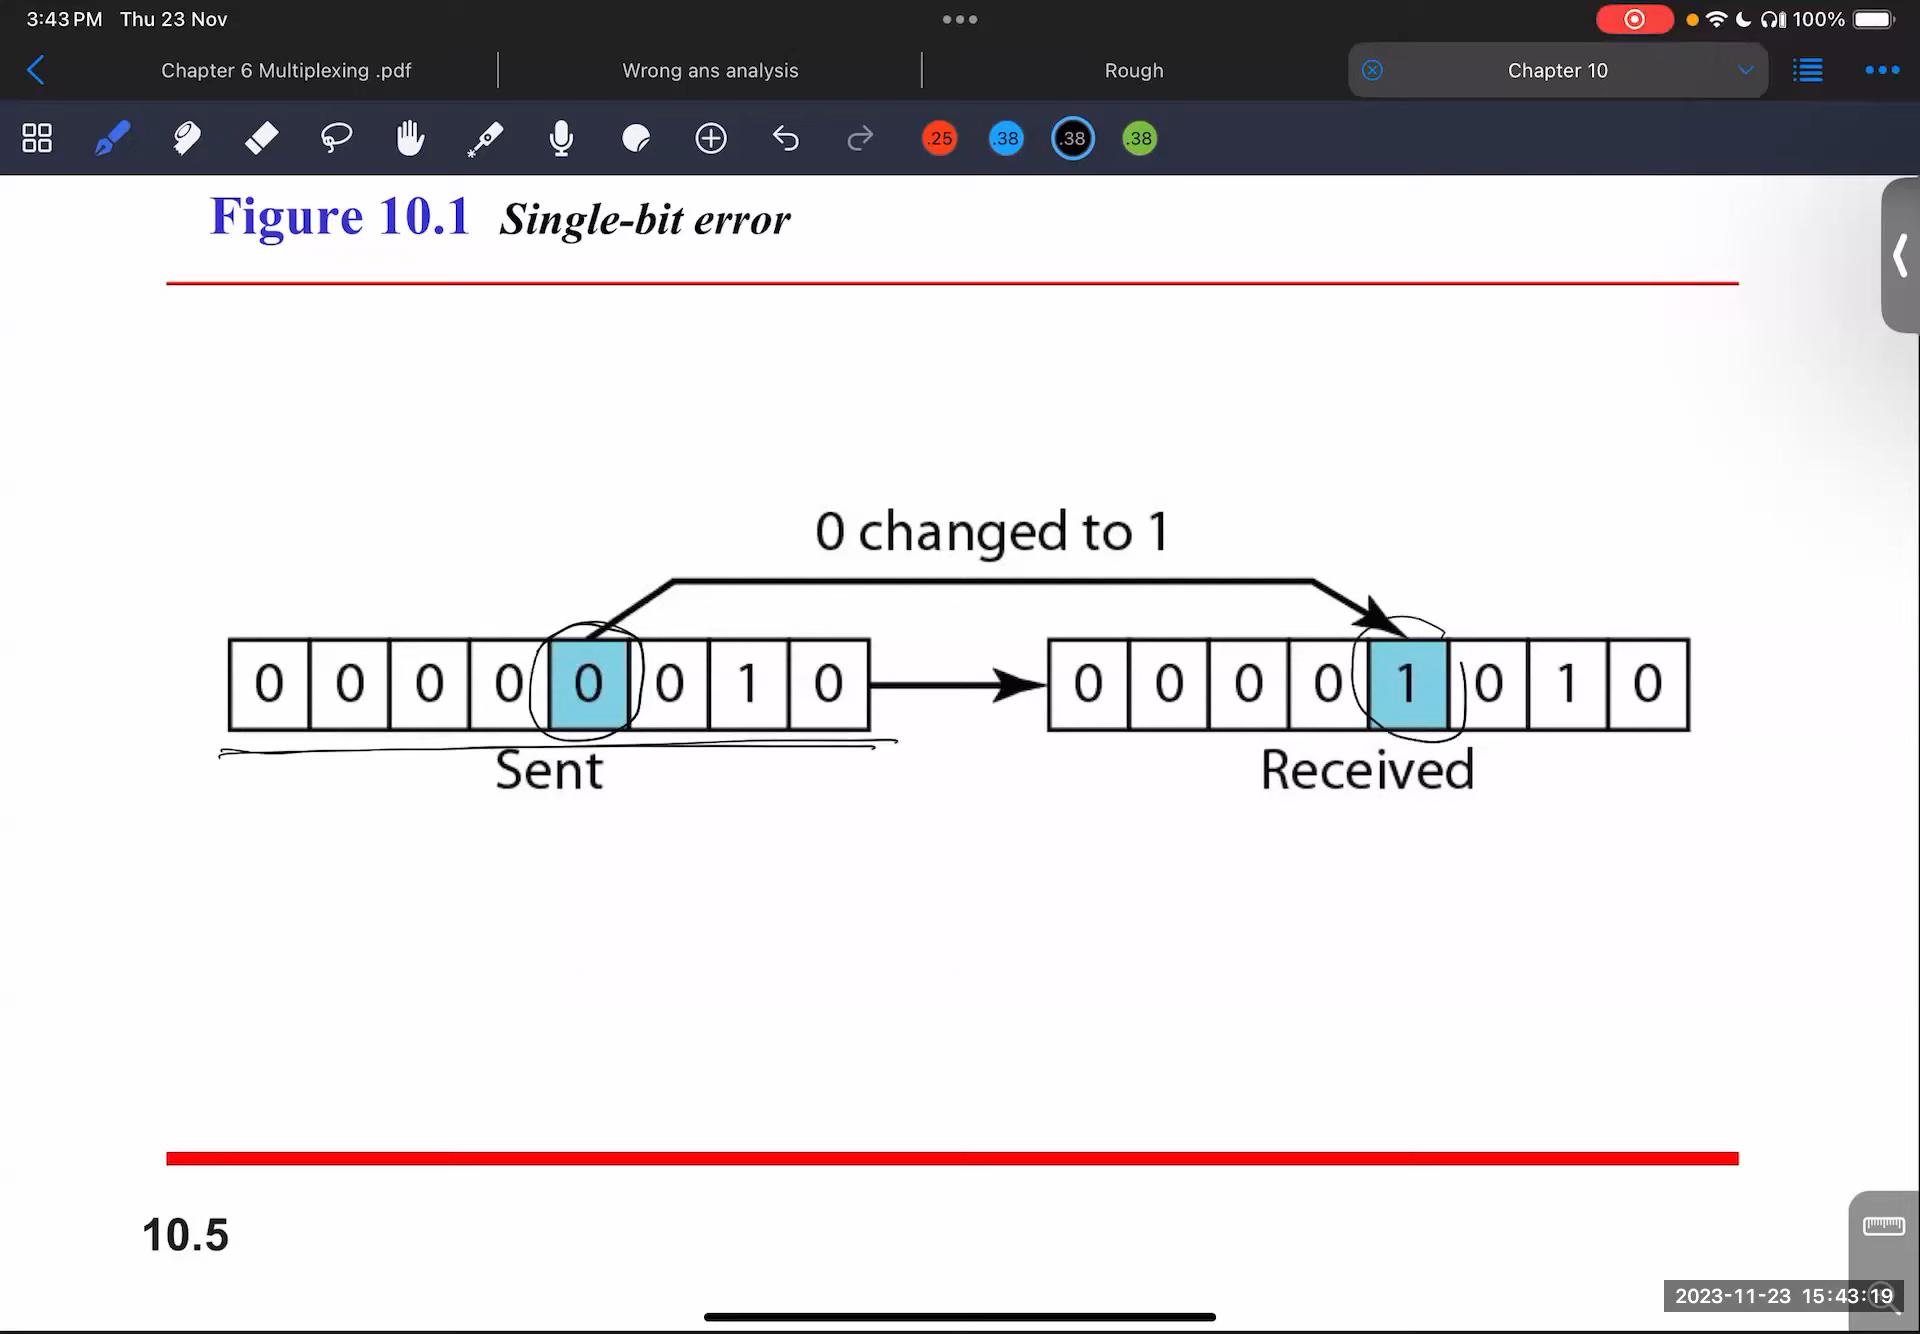 3:43 PM Thu 23 Nov 100%
Chapter 6 Multiplexing .pdf Wrong ans analysis Rough Chapter 10
.25 .38 .38 .38
Figure 10.1 Single-bit error
0 changed to 1
0 0 0 0 0 0 1 0 0 0 0 0 1 0 1 0
Sent Received
10.5
2023-11-23 15:43:19